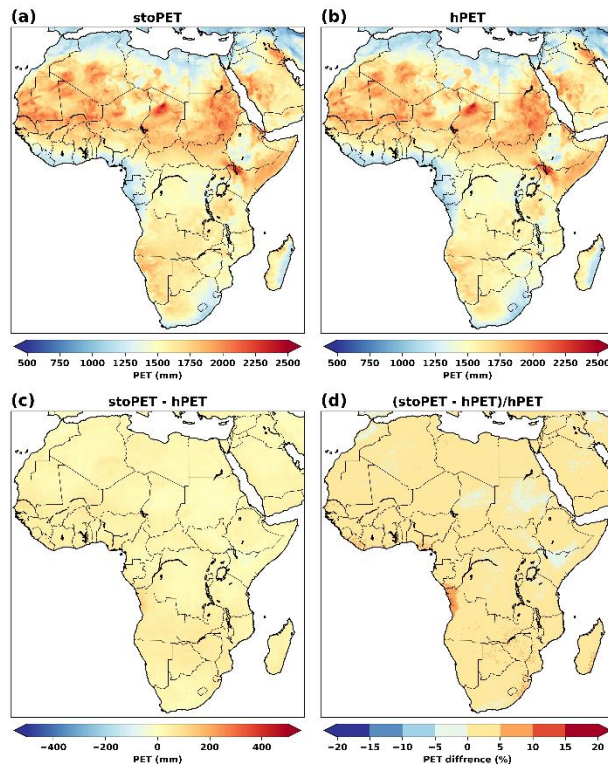 (a) stoPET
(b) hPET
500 750 1000 1250 1500 1750 2000 2250 2500
PET (mm)
500 750 1000 1250 1500 1750 2000 2250 2500
PET (mm)
(c) stoPET - hPET
(d) (stoPET - hPET)/hPET
−400 −200 0 200 400
PET (mm)
−20 −15 −10 −5 0 5 10 15 20
PET diffrence (%)